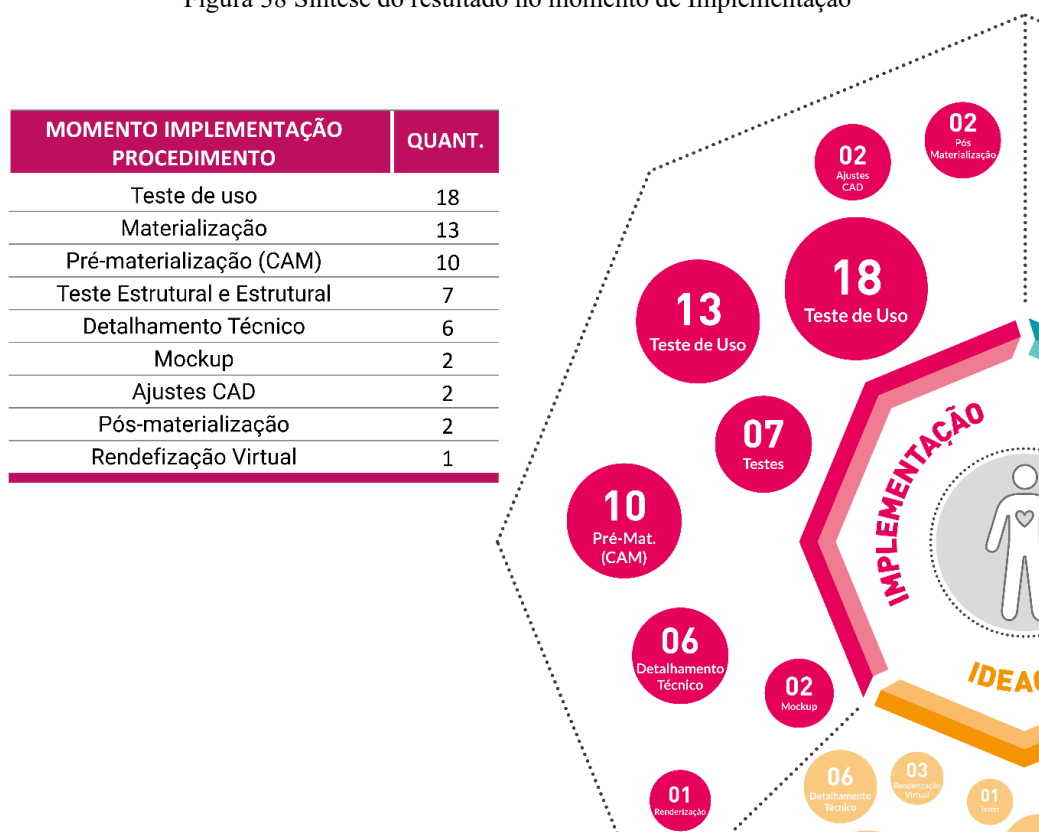 Figura 38 Síntese do resultado no momento de Implementação
MOMENTO IMPLEMENTAÇÃO
PROCEDIMENTO
QUANT.
Teste de uso 18
Materialização 13
Pré-materialização (CAM) 10
Teste Estrutural e Estrutural 7
Detalhamento Técnico 6
Mockup 2
Ajustes CAD 2
Pós-materialização 2
Rendefização Virtual 1
02
Pós
Materialização
02
Ajustes
CAD
18
Teste de Uso
13
Teste de Uso
07
Testes
10
Pré-Mat.
(CAM)
06
Detalhamento
Técnico
02
Mockup
01
Renderização
IMPLEMENTAÇÃO
IDEAÇ
06
Detalhamento
Técnico
03
Renderização
Virtual
01
Testes